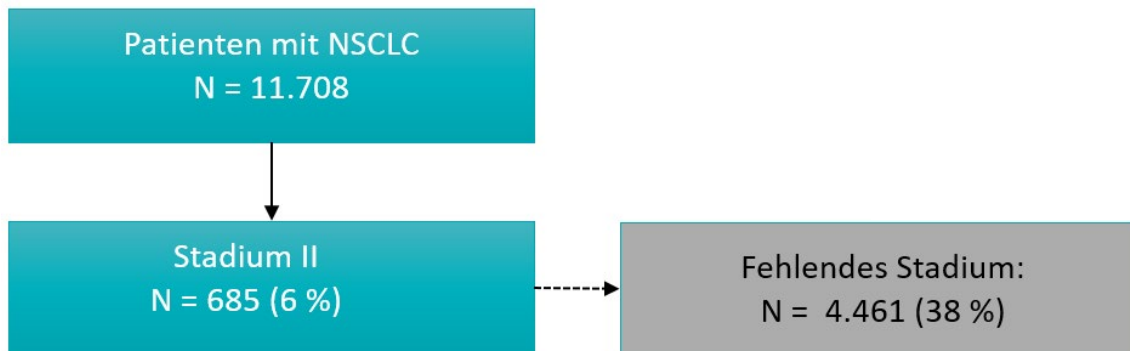 Patienten mit NSCLC
N = 11.708
Stadium II
N = 685 (6 %)
Fehlendes Stadium:
N = 4.461 (38 %)